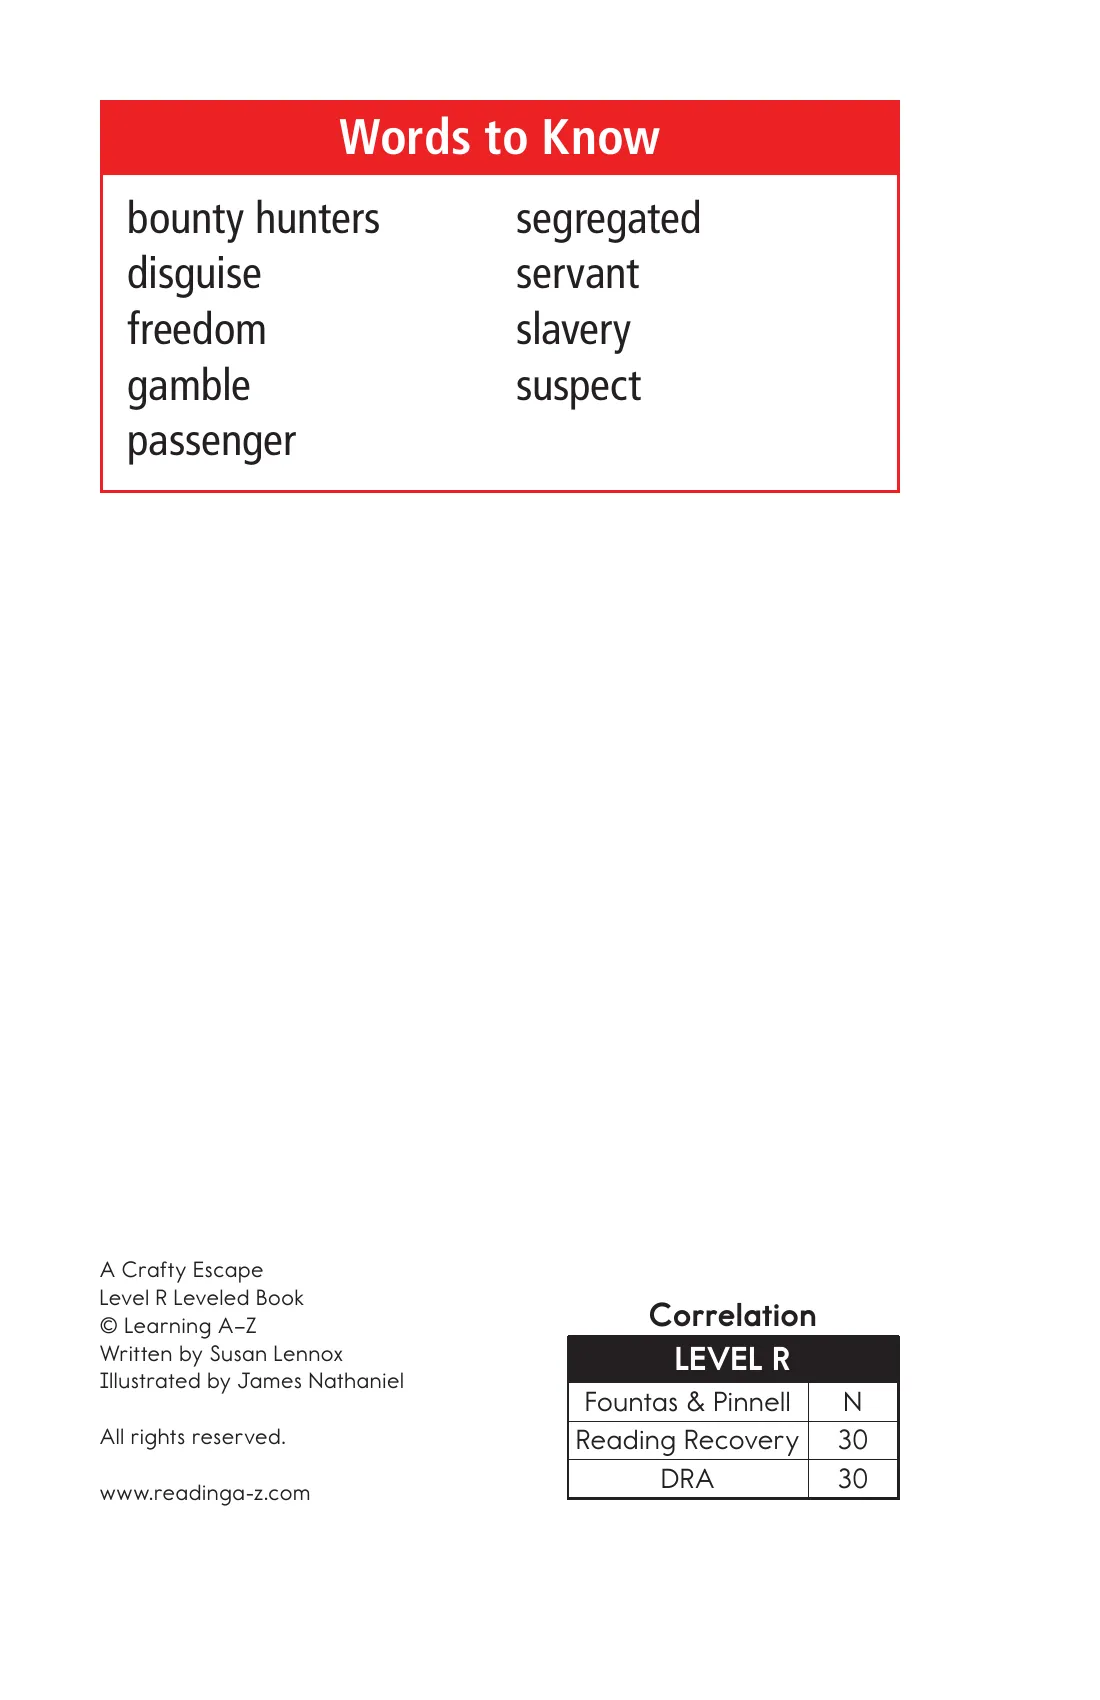 Words to Know
bounty hunters
disguise
freedom
gamble
passenger
segregated
servant
slavery
suspect
A Crafty Escape
Level R Leveled Book
© Learning A–Z
Written by Susan Lennox
Illustrated by James Nathaniel
All rights reserved.
www.readinga-z.com
Correlation
LEVEL R
Fountas & Pinnell N
Reading Recovery 30
DRA 30